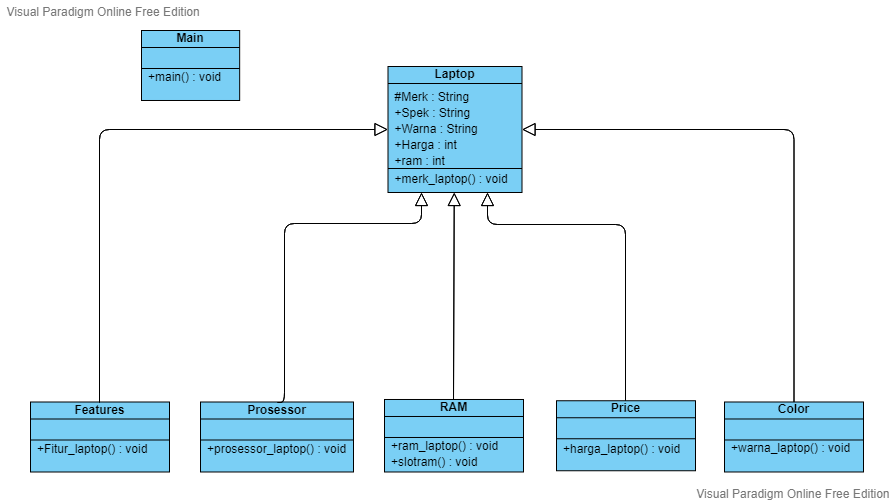 Visual Paradigm Online Free Edition
Main
+main() : void
Laptop
#Merk : String
+Spek : String
+Warna : String
+Harga : int
+ram : int
+merk_laptop() : void
Features
+Fitur_laptop() : void
Prosessor
+prosessor_laptop() : void
RAM
+ram_laptop() : void
+slotram() : void
Price
+harga_laptop() : void
Color
+warna_laptop() : void
Visual Paradigm Online Free Edition